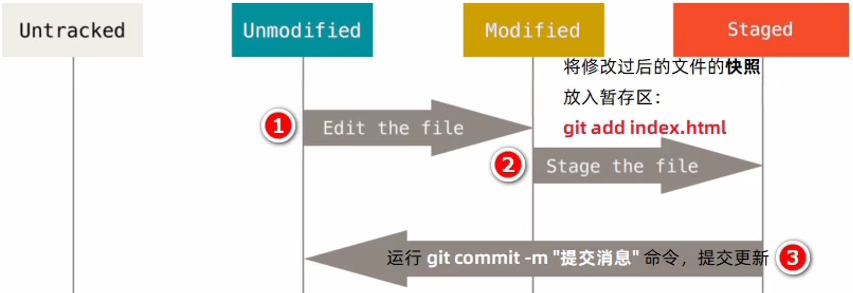 Untracked
Unmodified
Modified
Staged
将修改过后的文件的快照
放入暂存区：
git add index.html
1
Edit the file
2
Stage the file
运行 git commit -m "提交消息" 命令，提交更新
3